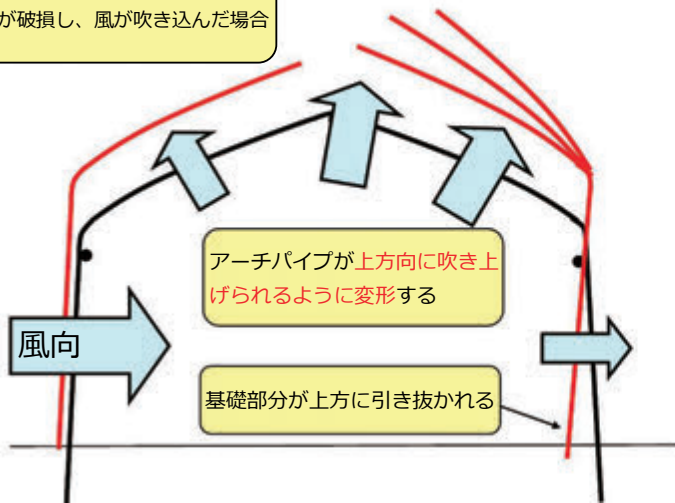 が破損し、風が吹き込んだ場合
アーチパイプが上方向に吹き上
げられるように変形する
風向
基礎部分が上方に引き抜かれる